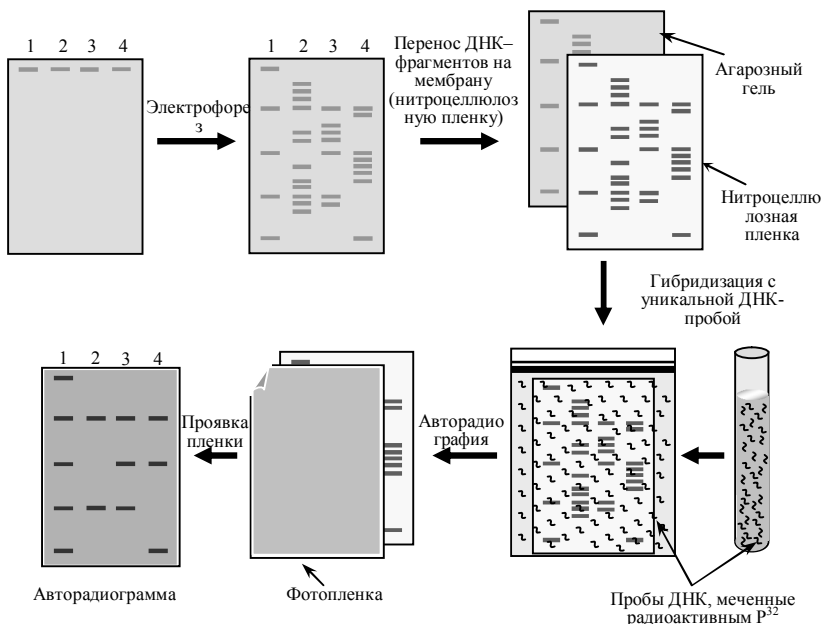 1 2 3 4
Электрофоре
з
1 2 3 4
Перенос ДНК–
фрагментов на
мембрану
(нитроцеллюлоз
ную пленку)
Агарозный
гель
Нитроцеллю
лозная
пленка
Гибридизация с
уникальной ДНК-
пробой
Пробы ДНК, меченные
радиоактивным P³²
Авторадио
графия
Фотопленка
Проявка
пленки
1 2 3 4
Авторадиограмма